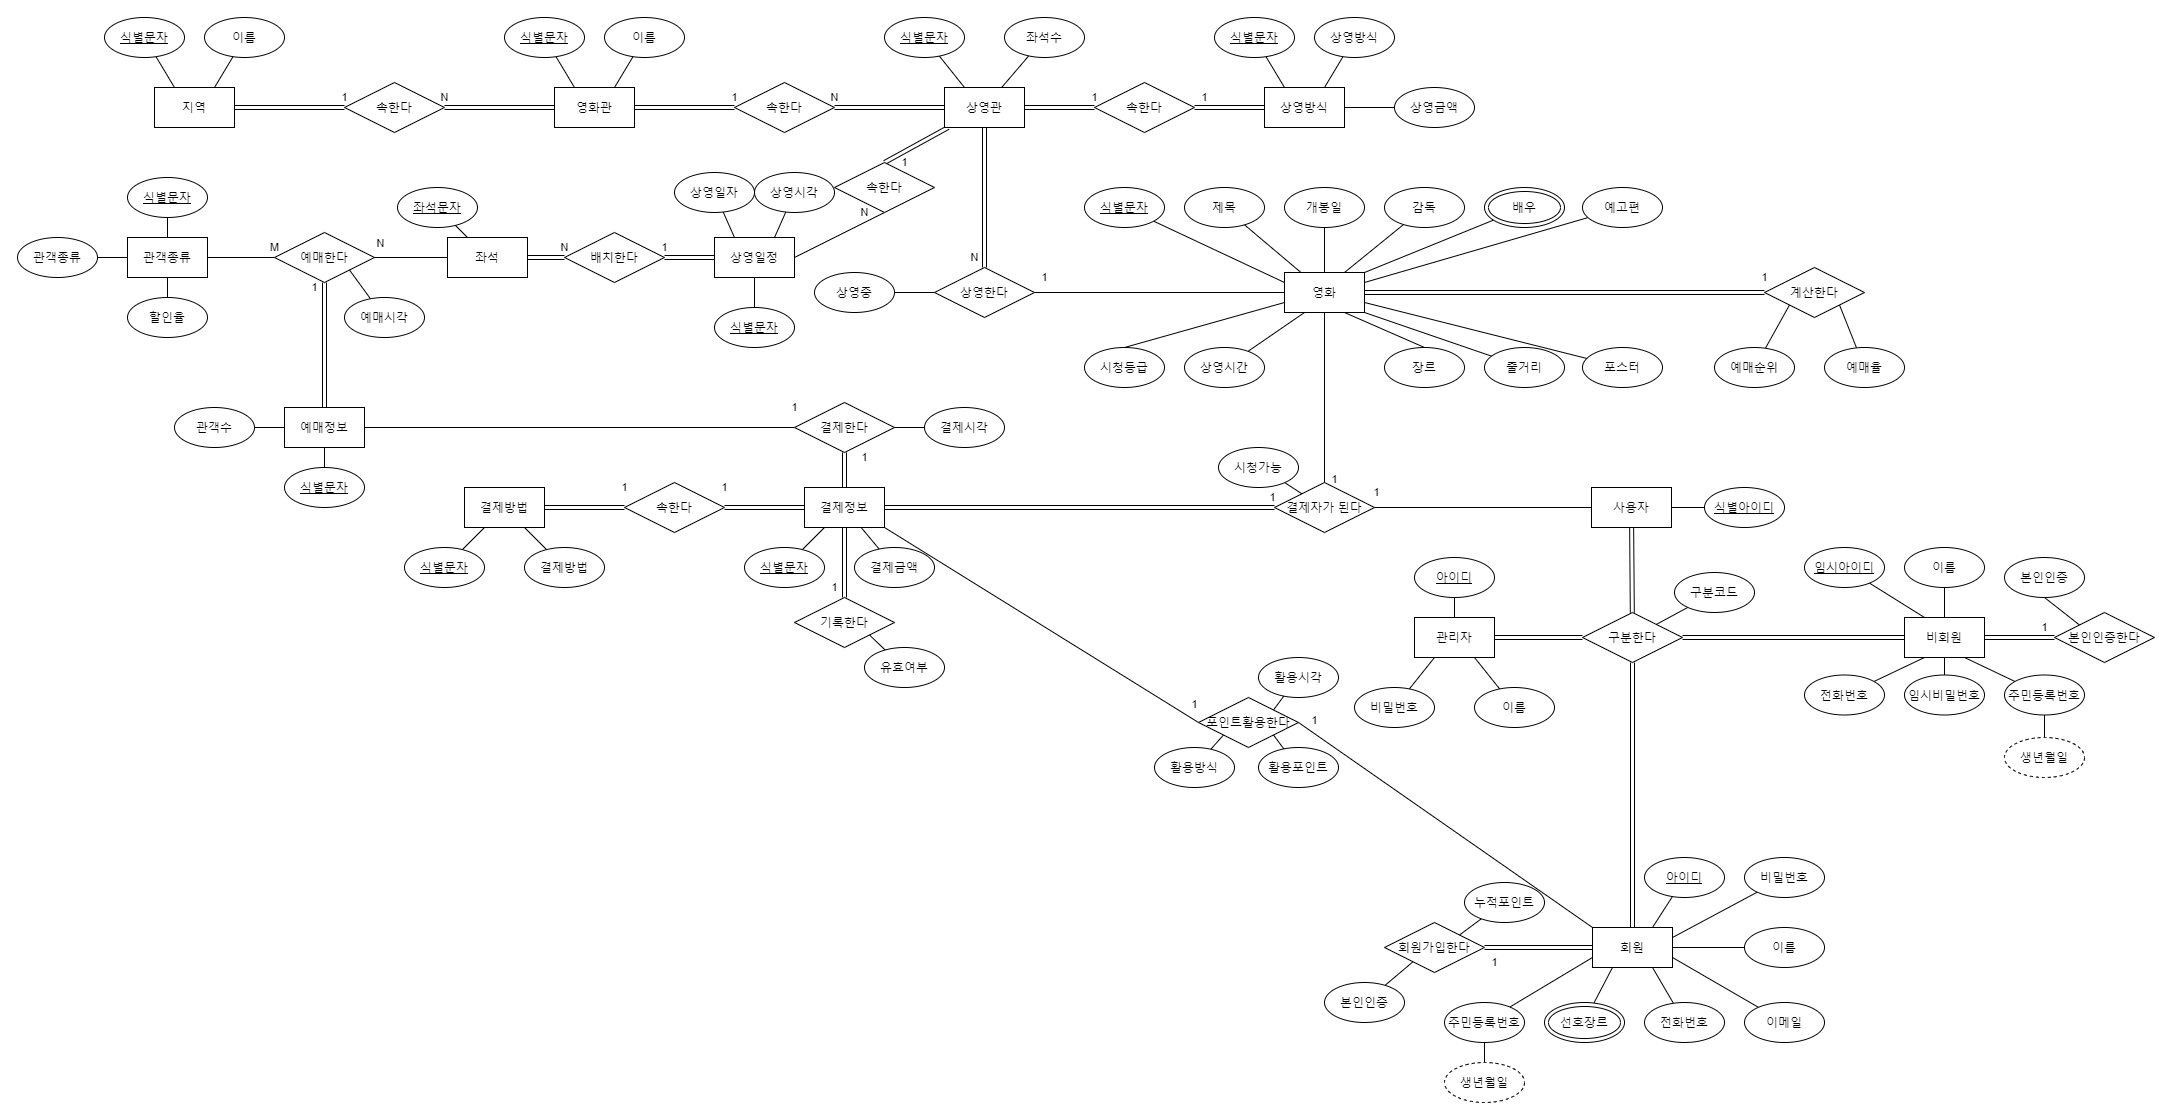 식별문자
이름
식별문자
이름
식별문자
좌석수
식별문자
상영방식
지역
1
속한다
N
영화관
1
속한다
N
상영관
1
속한다
1
상영방식
상영금액
식별문자
좌석문자
상영일자
상영시각
1
속한다
N
식별문자
제목
개봉일
감독
배우
예고편
관객종류
관객종류
M
예매한다
N
좌석
N
배치한다
1
상영일정
1
할인율
예매시각
식별문자
상영중
N
상영한다
1
영화
1
계산한다
시청등급
상영시간
장르
줄거리
포스터
예매순위
예매율
관객수
예매정보
1
결제한다
결제시각
1
식별문자
시청가능
1
결제방법
1
속한다
1
결제정보
1
결제자가 된다
1
사용자
식별아이디
식별문자
결제방법
식별문자
결제금액
아이디
구분코드
임시아이디
이름
본인인증
1
기록한다
유효여부
관리자
구분한다
비회원
1
본인인증한다
비밀번호
이름
전화번호
임시비밀번호
주민등록번호
생년월일
활용시각
1
포인트활용한다
1
활용방식
활용포인트
아이디
비밀번호
누적포인트
회원가입한다
1
회원
이름
본인인증
주민등록번호
선호장르
전화번호
이메일
생년월일